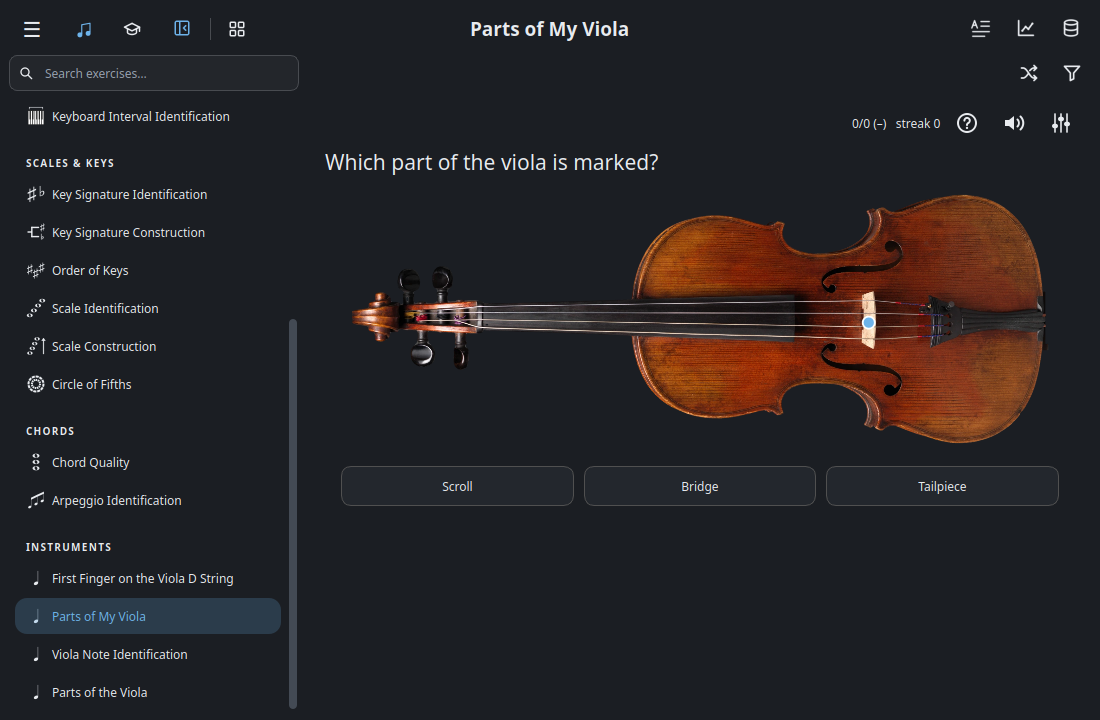 Parts of My Viola
Search exercises...
Keyboard Interval Identification
SCALES & KEYS
Key Signature Identification
Key Signature Construction
Order of Keys
Scale Identification
Scale Construction
Circle of Fifths
CHORDS
Chord Quality
Arpeggio Identification
INSTRUMENTS
First Finger on the Viola D String
Parts of My Viola
Viola Note Identification
Parts of the Viola
0/0 (–) streak 0
Which part of the viola is marked?
Scroll
Bridge
Tailpiece